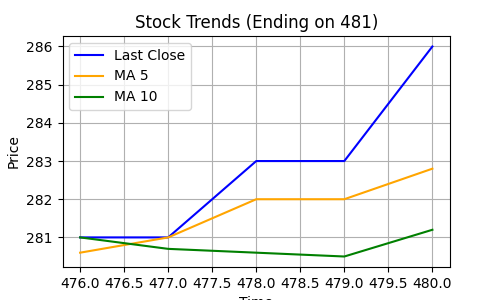 Stock Trends (Ending on 481)
286
285
284
283
282
281
Price
Last Close
MA 5
MA 10
476.0 476.5 477.0 477.5 478.0 478.5 479.0 479.5 480.0
Time